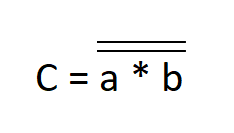 C = a * b